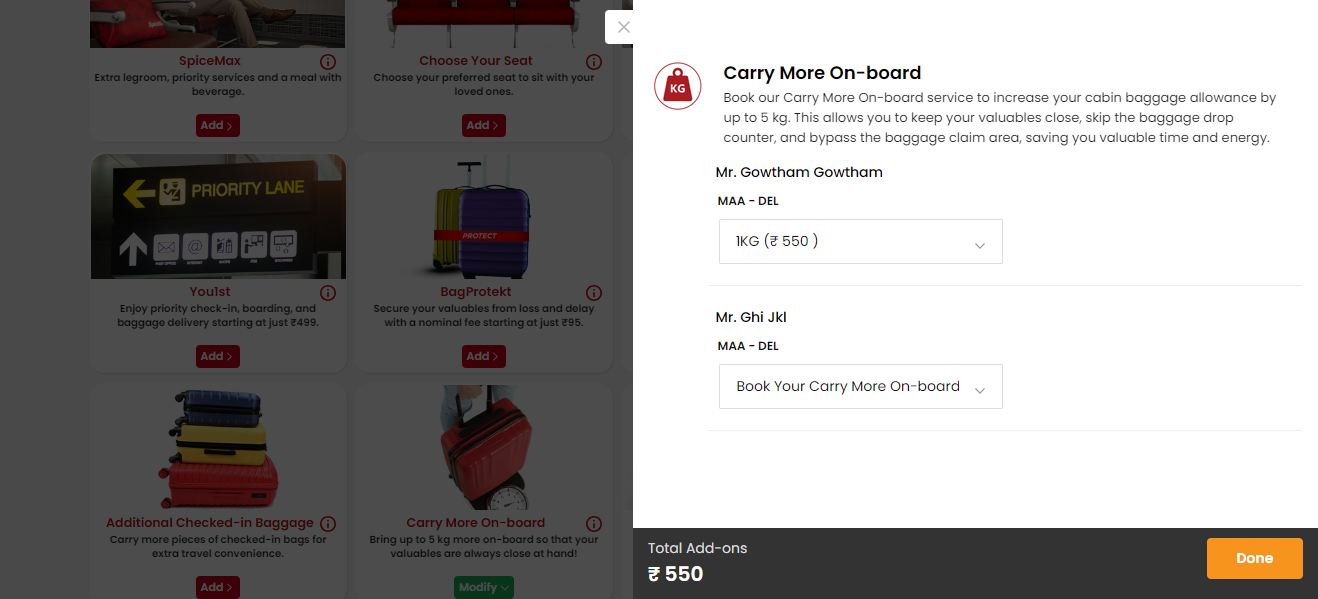 SpiceMax
Extra legroom, priority services and a meal with
beverage.
Add
Choose Your Seat
Choose your preferred seat to sit with your
loved ones.
Add
PRIORITY LANE
You1st
Enjoy priority check-in, boarding, and
baggage delivery starting at just ₹499.
Add
PROTECT
BagProtekt
Secure your valuables from loss and delay
with a nominal fee starting at just ₹95.
Add
Additional Checked-in Baggage
Carry more pieces of checked-in bags for
extra travel convenience.
Add
Carry More On-board
Bring up to 5 kg more on-board so that your
valuables are always close at hand!
Modify
KG
Carry More On-board
Book our Carry More On-board service to increase your cabin baggage allowance by
up to 5 kg. This allows you to keep your valuables close, skip the baggage drop
counter, and bypass the baggage claim area, saving you valuable time and energy.
Mr. Gowtham Gowtham
MAA - DEL
1KG (₹ 550 )
Mr. Ghi Jkl
MAA - DEL
Book Your Carry More On-board
Total Add-ons
₹ 550
Done